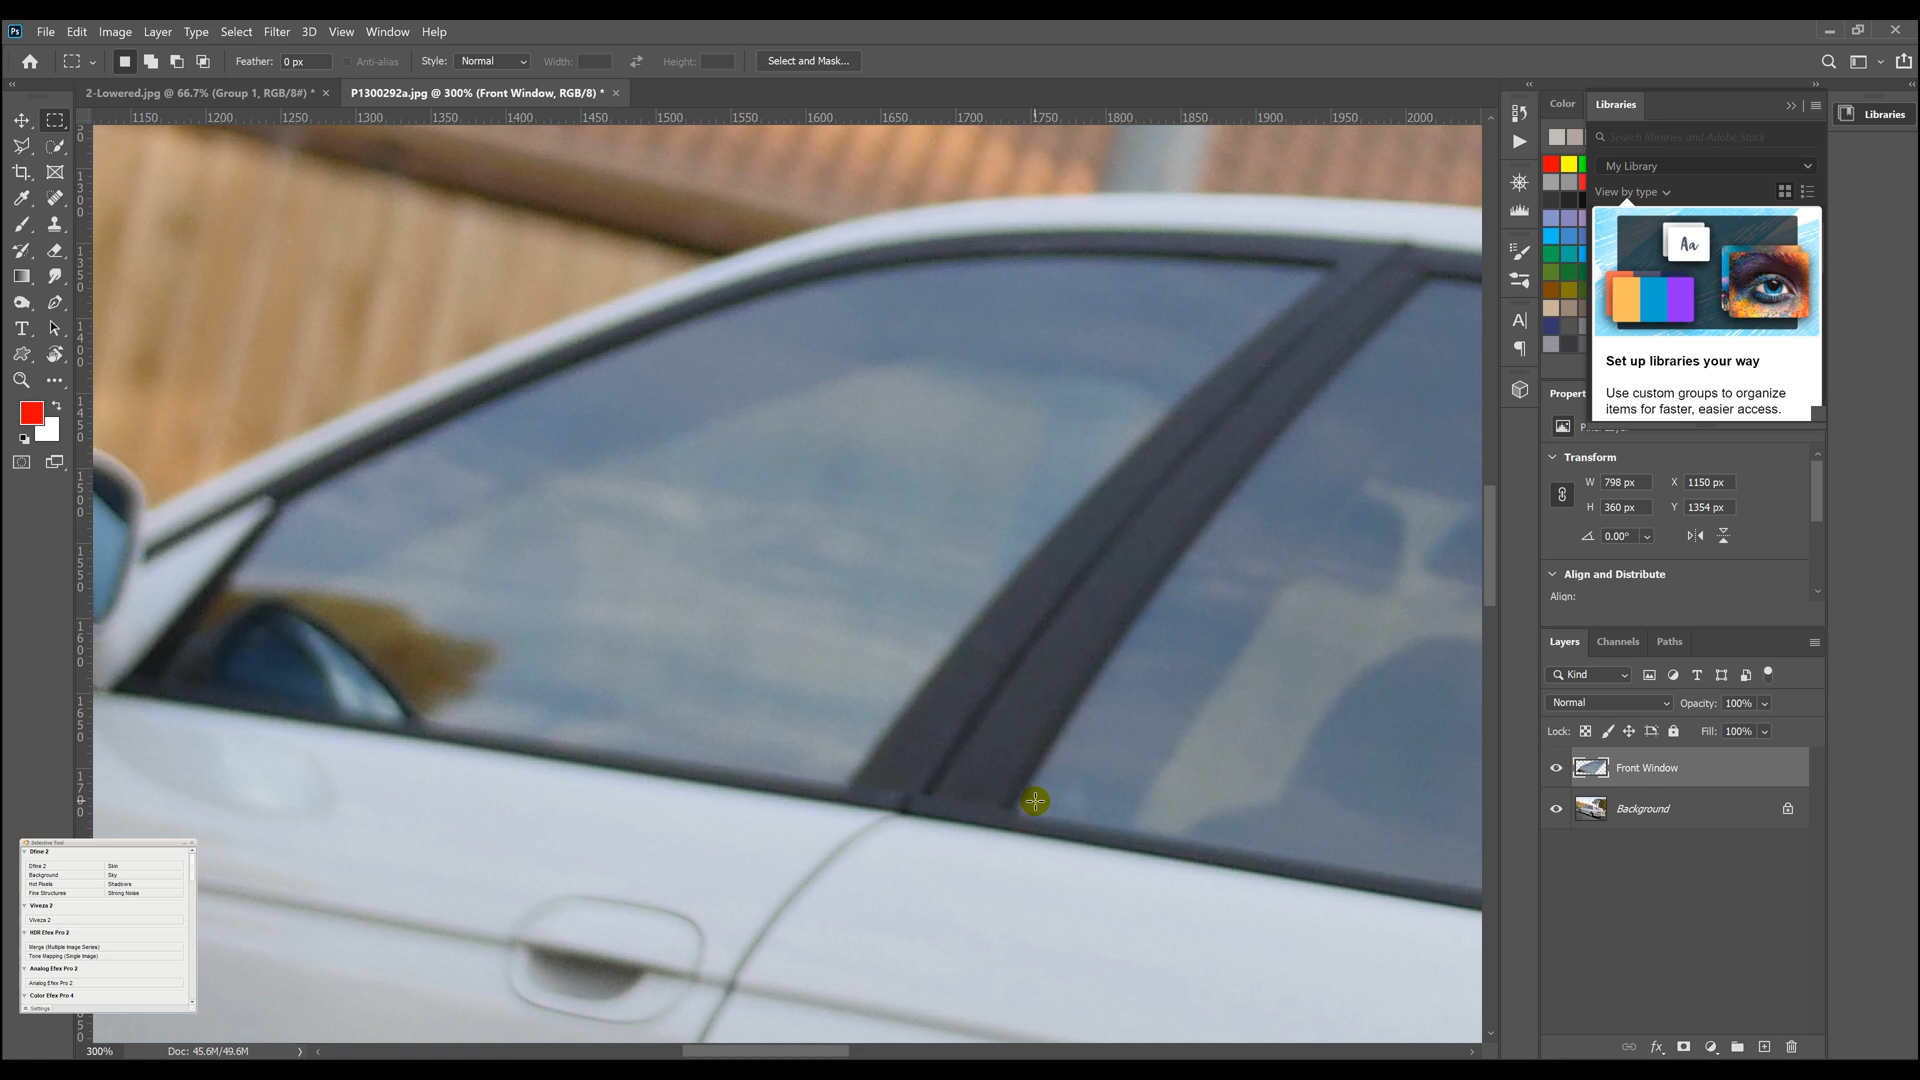 Ps File Edit Image Layer Type Select Filter 3D View Window Help
Feather: 0 px Anti-alias Style: Normal Width: Height: Select and Mask...
2-Lowered.jpg @ 66.7% (Group 1, RGB/8#) * × P1300292a.jpg @ 300% (Front Window, RGB/8) * ×
1150 1200 1250 1300 1350 1400 1450 1500 1550 1600 1650 1700 1750 1800 1850 1900 1950 2000
Color Libraries
Libraries
Search libraries and Adobe Stock
My Library
View by type
Aa
Set up libraries your way
Use custom groups to organize
items for faster, easier access.
Propert
Transform
W 798 px X 1150 px
H 360 px Y 1354 px
0.00°
Align and Distribute
Align:
Layers Channels Paths
Kind
Normal Opacity: 100%
Lock: Fill: 100%
Front Window
Background
Selective Tool
Dfine 2
Dfine 2 Skin
Background Sky
Hot Pixels Shadows
Fine Structures Strong Noise
Viveza 2
Viveza 2
HDR Efex Pro 2
Merge (Multiple Image Series)
Tone Mapping (Single Image)
Analog Efex Pro 2
Analog Efex Pro 2
Color Efex Pro 4
Settings
300% Doc: 45.6M/49.6M